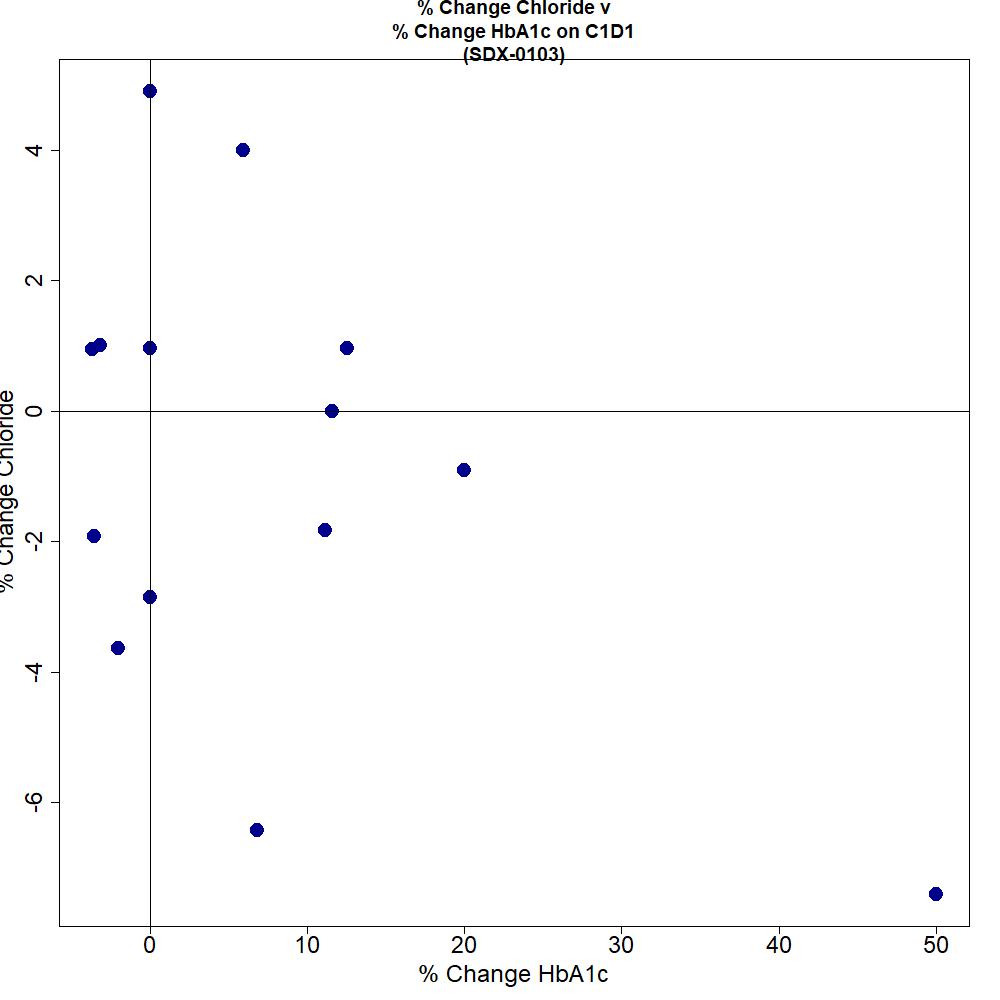 % Change Chloride v
% Change HbA1c on C1D1
(SDX-0103)
4
2
0
-2
-4
-6
% Change Chloride
0 10 20 30 40 50
% Change HbA1c